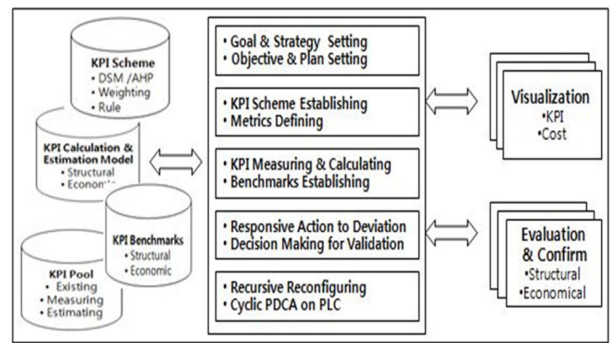 KPI Scheme
• DSM /AHP
• Weighting
• Rule
KPI Calculation &
Estimation Model
• Structural
• Econo
KPI Benchmarks
• Structural
• Economic
KPI Pool
• Existing
• Measuring
• Estimating
• Goal & Strategy Setting
• Objective & Plan Setting
• KPI Scheme Establishing
• Metrics Defining
• KPI Measuring & Calculating
• Benchmarks Establishing
• Responsive Action to Deviation
• Decision Making for Validation
• Recursive Reconfiguring
• Cyclic PDCA on PLC
Visualization
•KPI
•Cost
Evaluation
& Confirm
•Structural
•Economical